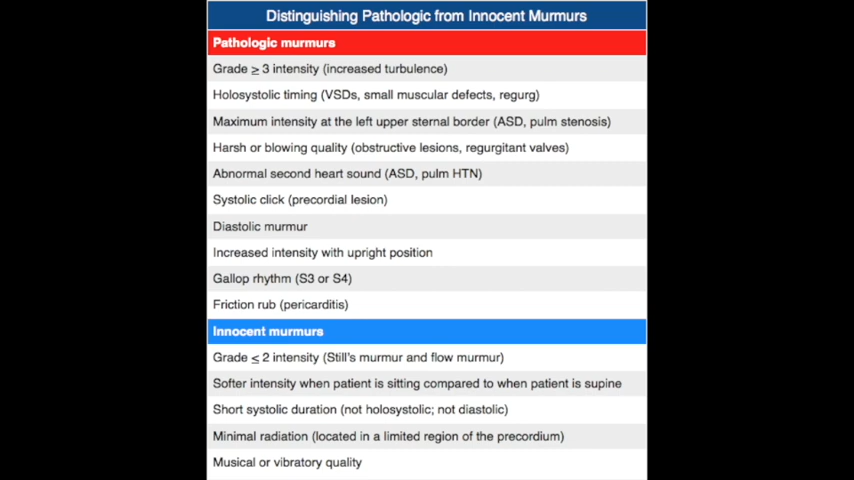 Distinguishing Pathologic from Innocent Murmurs
Pathologic murmurs
Grade ≥ 3 intensity (increased turbulence)
Holosystolic timing (VSDs, small muscular defects, regurg)
Maximum intensity at the left upper sternal border (ASD, pulm stenosis)
Harsh or blowing quality (obstructive lesions, regurgitant valves)
Abnormal second heart sound (ASD, pulm HTN)
Systolic click (precordial lesion)
Diastolic murmur
Increased intensity with upright position
Gallop rhythm (S3 or S4)
Friction rub (pericarditis)
Innocent murmurs
Grade ≤ 2 intensity (Still's murmur and flow murmur)
Softer intensity when patient is sitting compared to when patient is supine
Short systolic duration (not holosystolic; not diastolic)
Minimal radiation (located in a limited region of the precordium)
Musical or vibratory quality